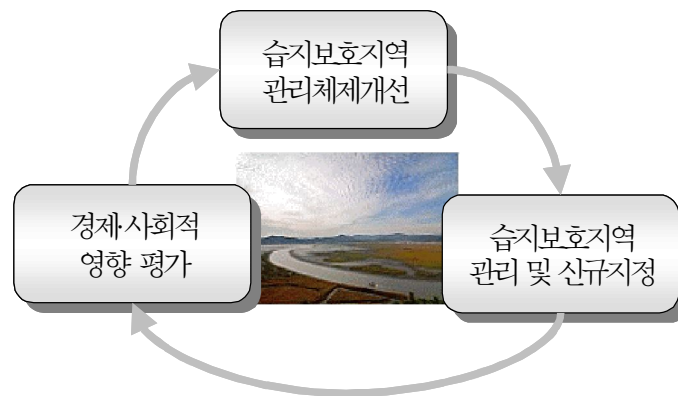 습지보호지역
관리체제개선
경제·사회적
영향 평가
습지보호지역
관리 및 신규지정